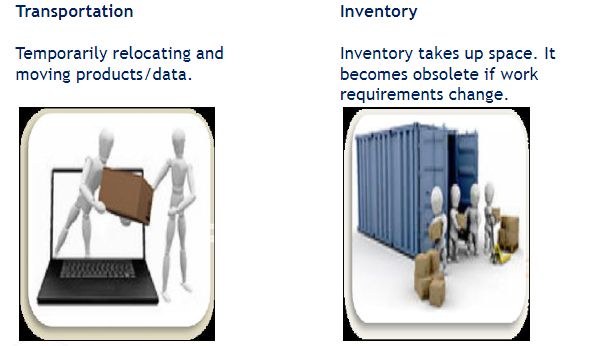 Transportation
Temporarily relocating and
moving products/data.
Inventory
Inventory takes up space. It
becomes obsolete if work
requirements change.